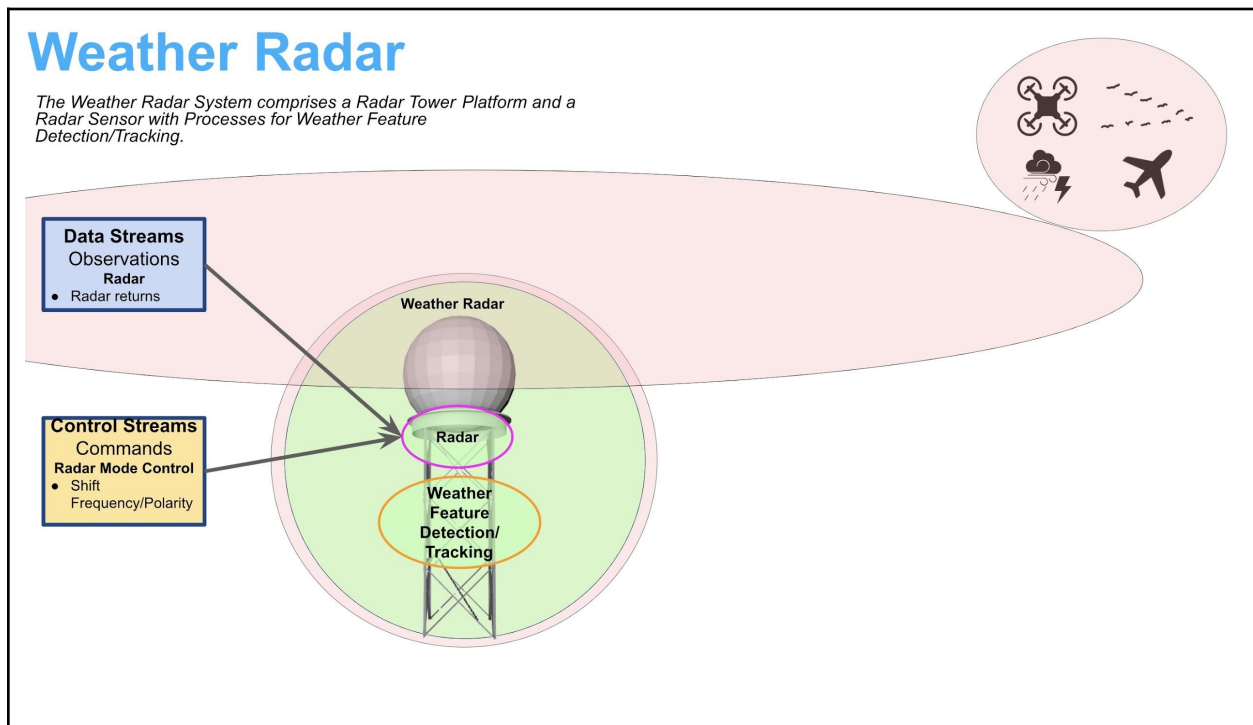 Weather Radar
The Weather Radar System comprises a Radar Tower Platform and a
Radar Sensor with Processes for Weather Feature
Detection/Tracking.
Data Streams
Observations
Radar
● Radar returns
Weather Radar
Control Streams
Commands
Radar Mode Control
● Shift
Frequency/Polarity
Radar
Weather
Feature
Detection/
Tracking